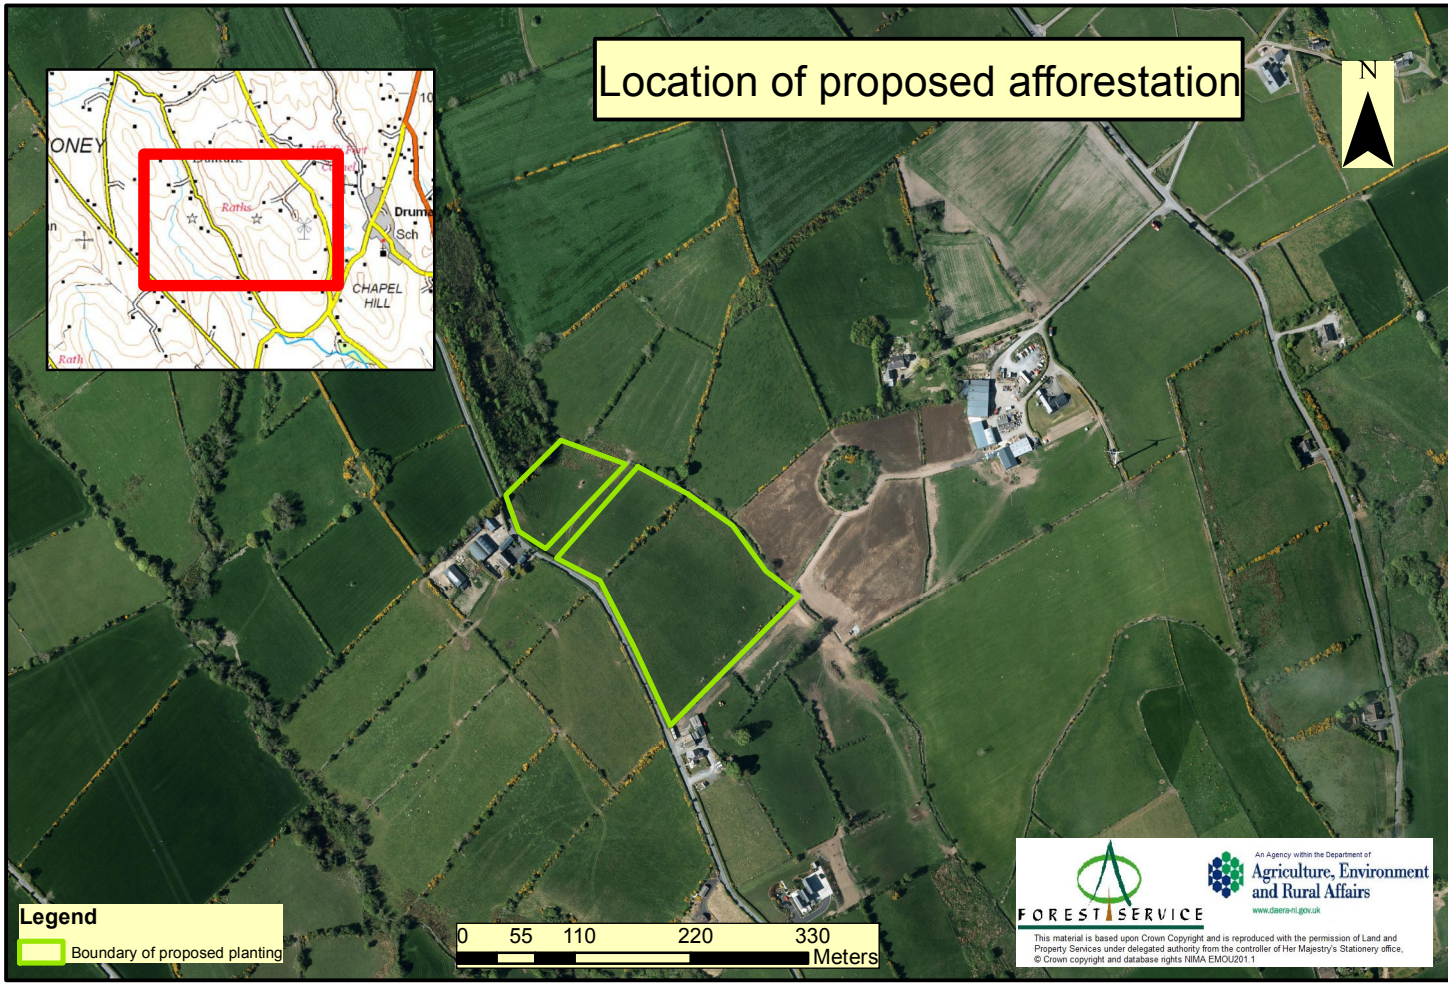 Location of proposed afforestation
N
ONEY
10
Raths
Druma
Sch
CHAPEL
HILL
Rath
Legend
Boundary of proposed planting
0 55 110 220 330
Meters
FOREST SERVICE
An Agency within the Department of
Agriculture, Environment
and Rural Affairs
www.daera-ni.gov.uk
This material is based upon Crown Copyright and is reproduced with the permission of Land and
Property Services under delegated authority from the controller of Her Majesty's Stationery office,
© Crown copyright and database rights NIMA EMOU201.1